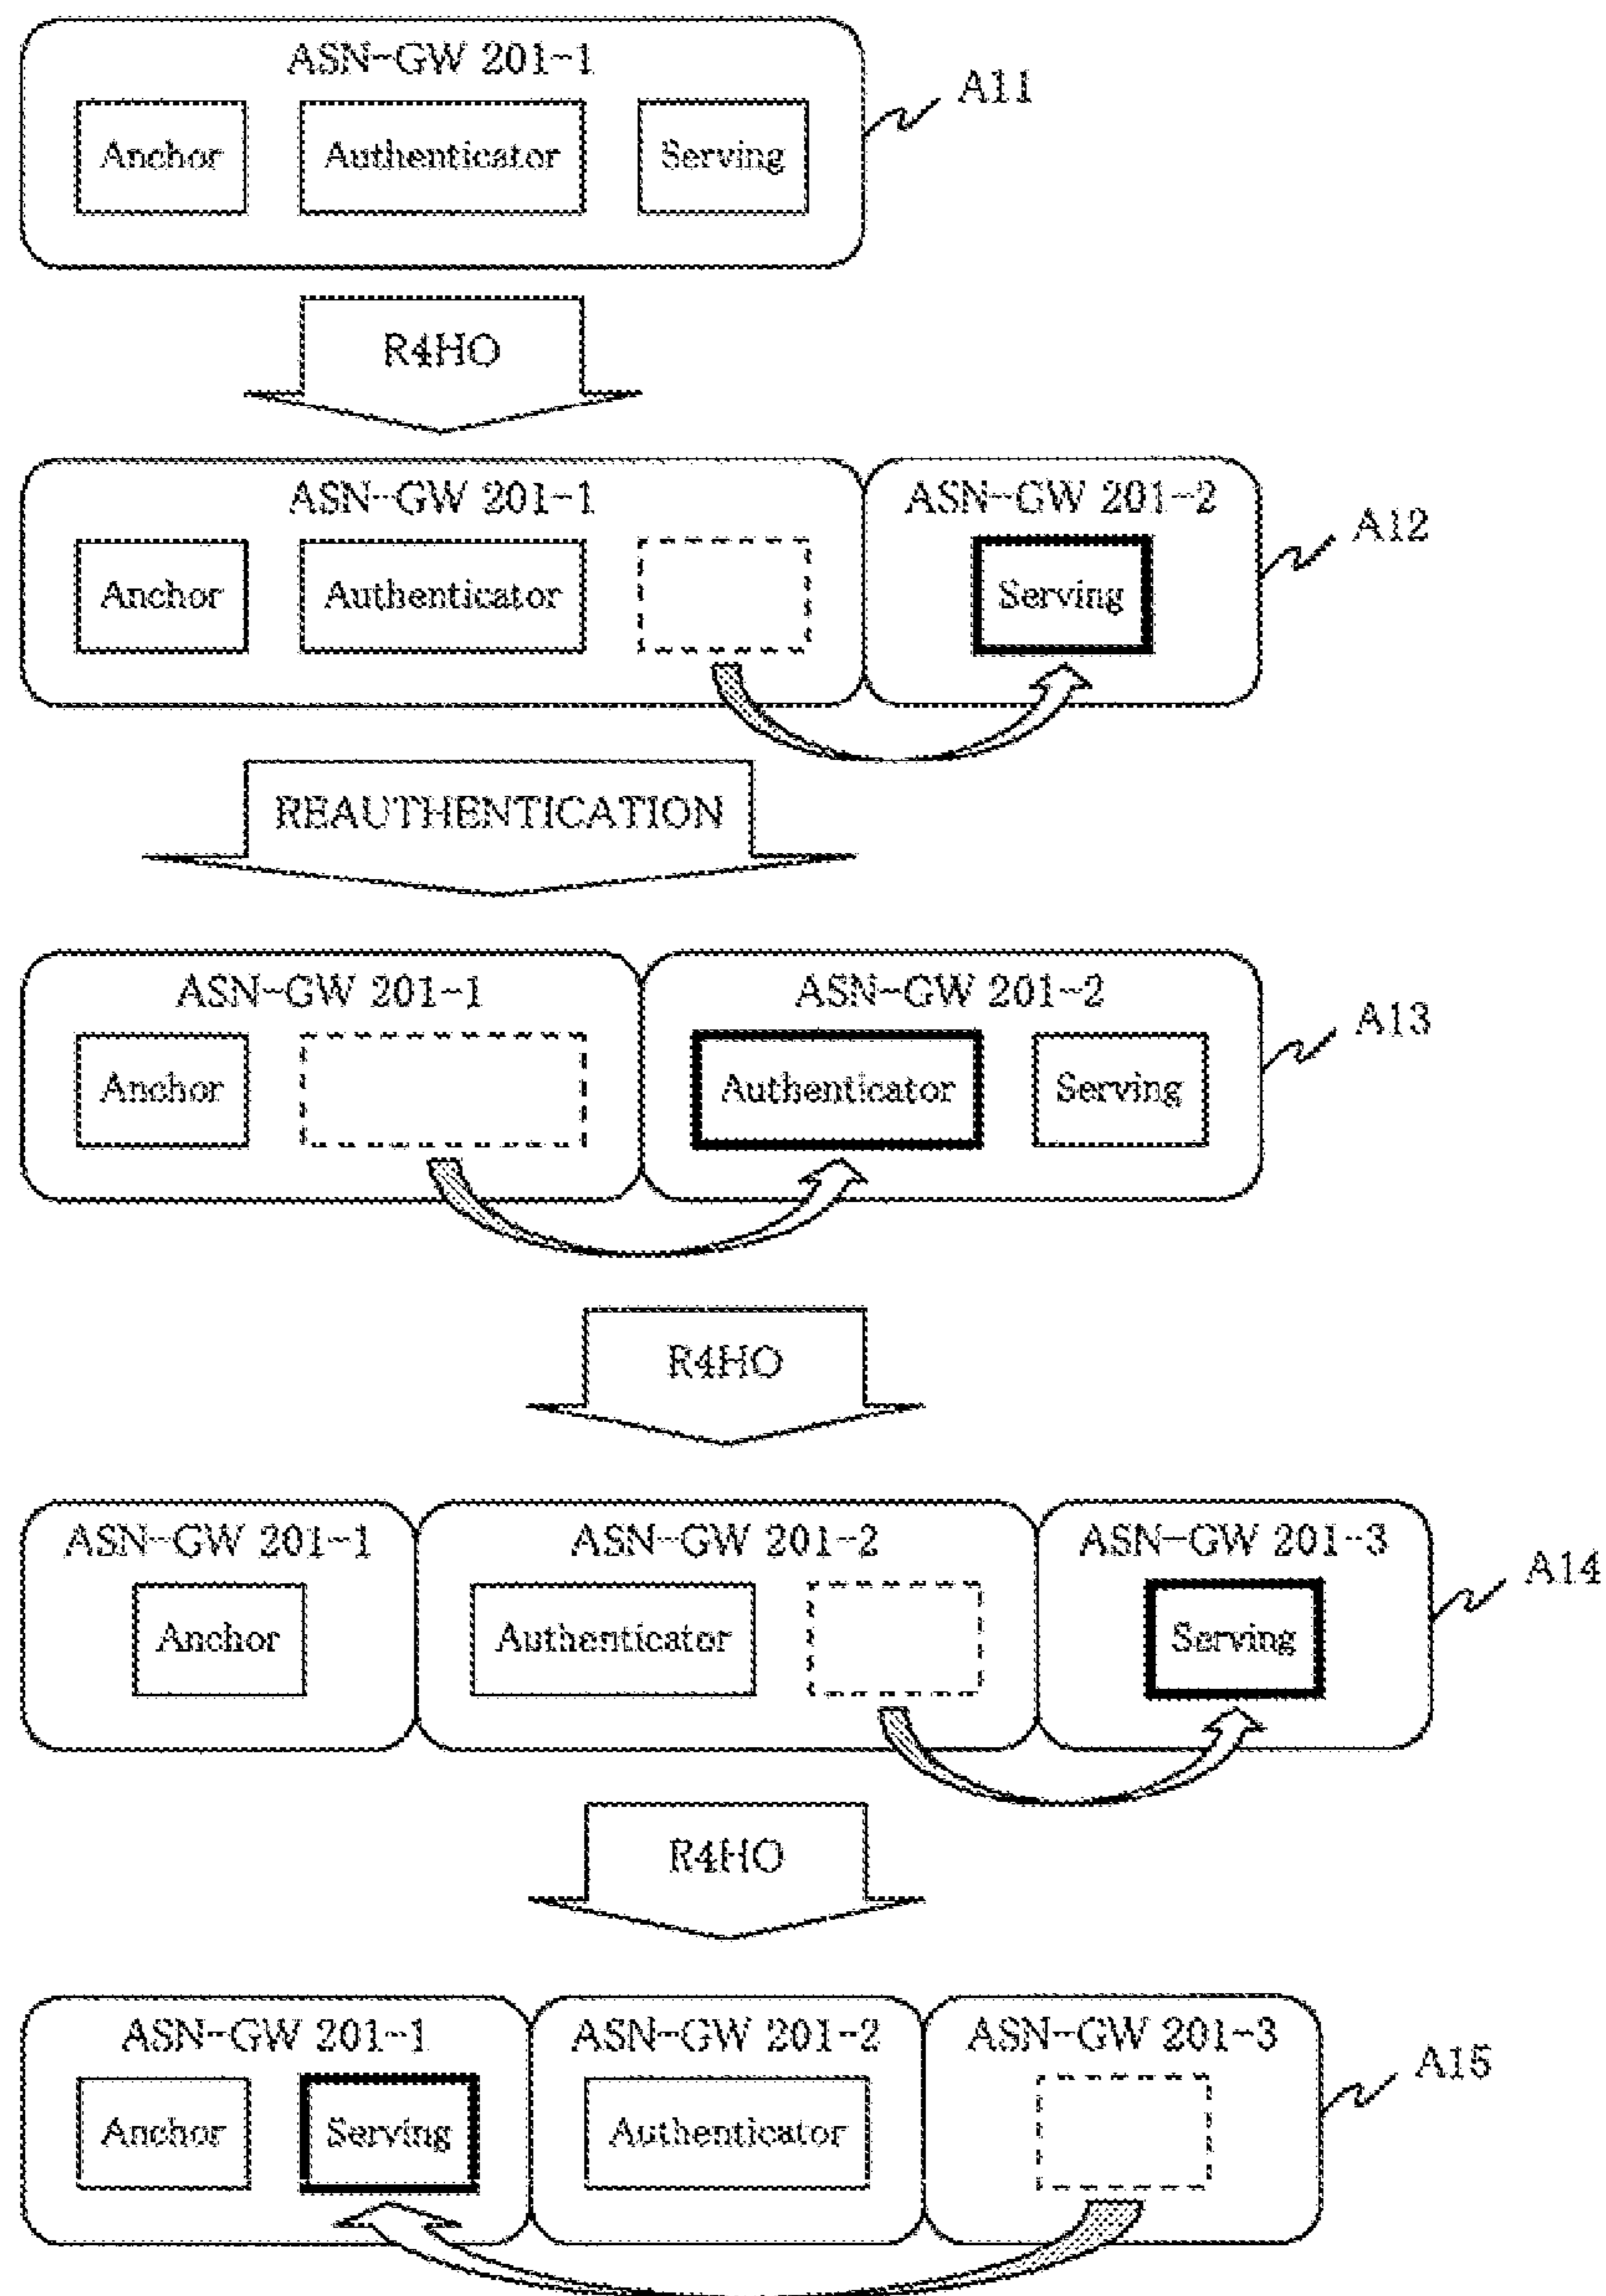 ASN-GW 201-1
A11
Anchor Authenticator Serving
R4HO
ASN-GW 201-1 ASN-GW 201-2
A12
Anchor Authenticator Serving
REAUTHENTICATION
ASN-GW 201-1 ASN-GW 201-2
A13
Anchor Authenticator Serving
R4HO
ASN-GW 201-1 ASN-GW 201-2 ASN-GW 201-3
A14
Anchor Authenticator Serving
R4HO
ASN-GW 201-1 ASN-GW 201-2 ASN-GW 201-3
A15
Anchor Serving Authenticator